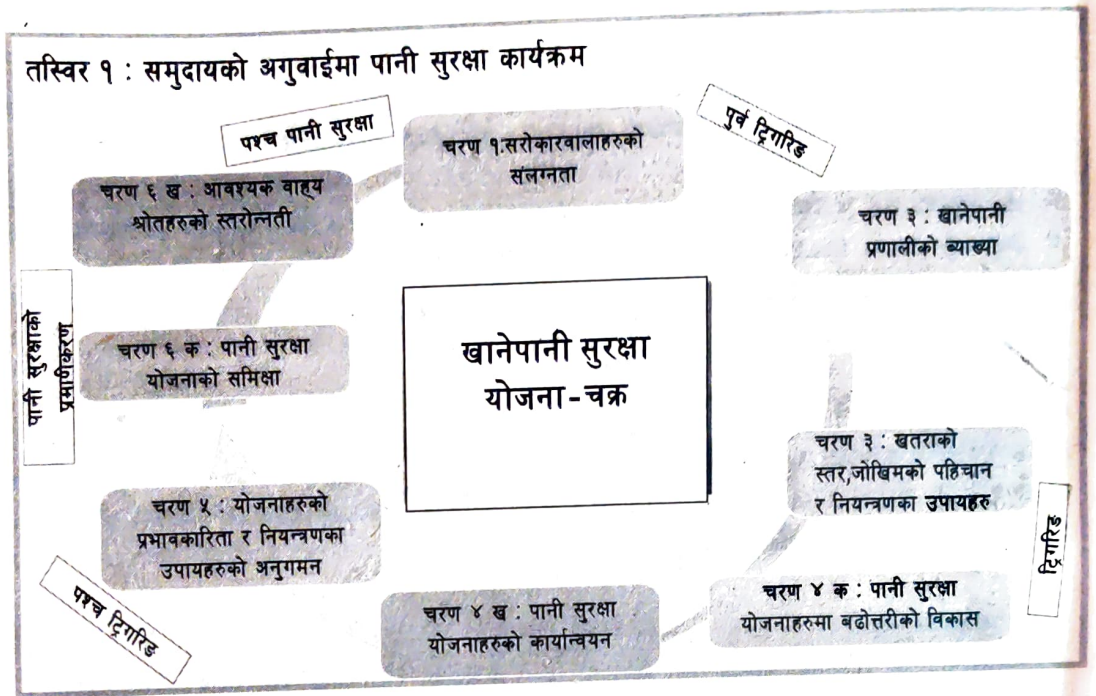 तस्विर १ : समुदायको अगुवाईमा पानी सुरक्षा कार्यक्रम
पश्च पानी सुरक्षा
चरण १:सरोकारवालाहरुको
संलग्नता
पुर्व ट्रिगरिङ
चरण ६ ख : आवश्यक वाह्य
श्रोतहरुको स्तरोन्नती
चरण ३ : खानेपानी
प्रणालीको ब्याख्या
पानी सुरक्षाको
प्रमाणीकरण
चरण ६ क : पानी सुरक्षा
योजनाको समिक्षा
खानेपानी सुरक्षा
योजना-चक्र
चरण ३ : खतराको
स्तर,जोखिमको पहिचान
र नियन्त्रणका उपायहरु
चरण ५ : योजनाहरुको
प्रभावकारिता र नियन्त्रणका
उपायहरुको अनुगमन
ट्रिगरिङ
पश्च ट्रिगरिङ
चरण ४ ख : पानी सुरक्षा
योजनाहरुको कार्यान्वयन
चरण ४ क : पानी सुरक्षा
योजनाहरुमा बढोत्तरीको विकास